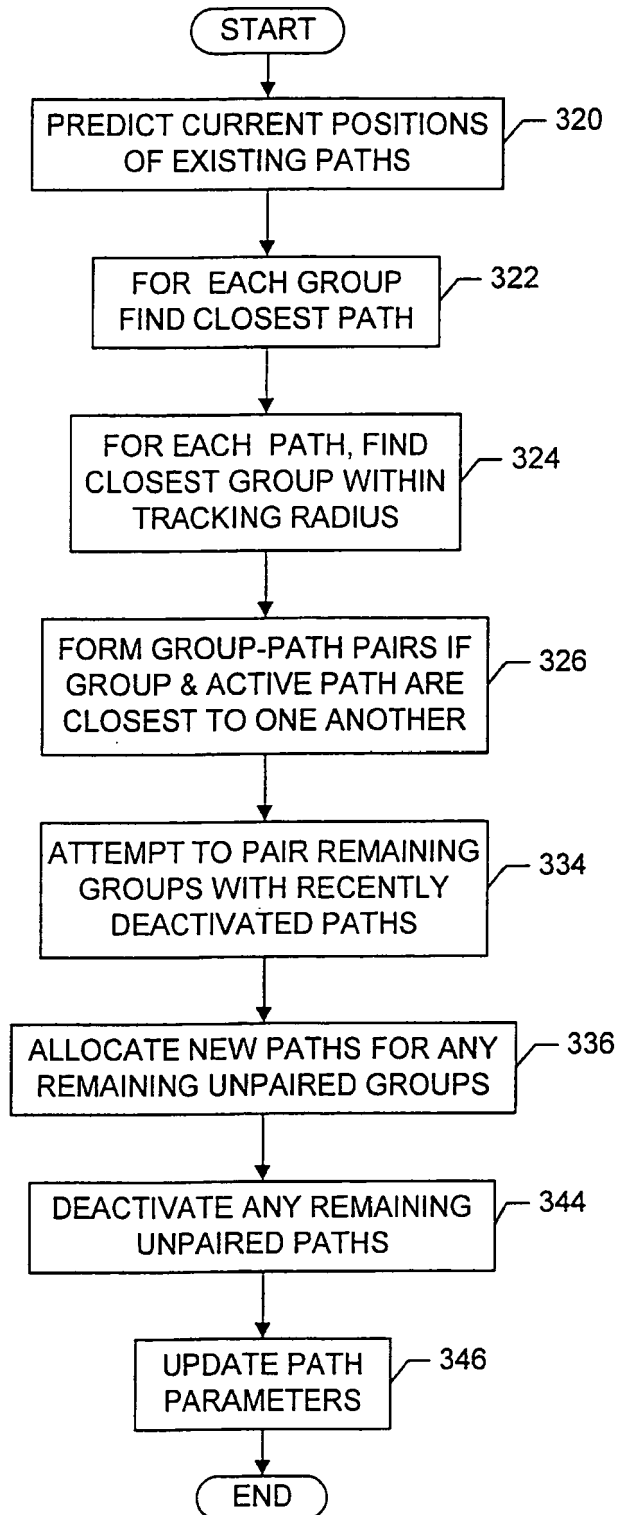 START
PREDICT CURRENT POSITIONS
OF EXISTING PATHS
320
FOR EACH GROUP
FIND CLOSEST PATH
322
FOR EACH PATH, FIND
CLOSEST GROUP WITHIN
TRACKING RADIUS
324
FORM GROUP-PATH PAIRS IF
GROUP & ACTIVE PATH ARE
CLOSEST TO ONE ANOTHER
326
ATTEMPT TO PAIR REMAINING
GROUPS WITH RECENTLY
DEACTIVATED PATHS
334
ALLOCATE NEW PATHS FOR ANY
REMAINING UNPAIRED GROUPS
336
DEACTIVATE ANY REMAINING
UNPAIRED PATHS
344
UPDATE PATH
PARAMETERS
346
END